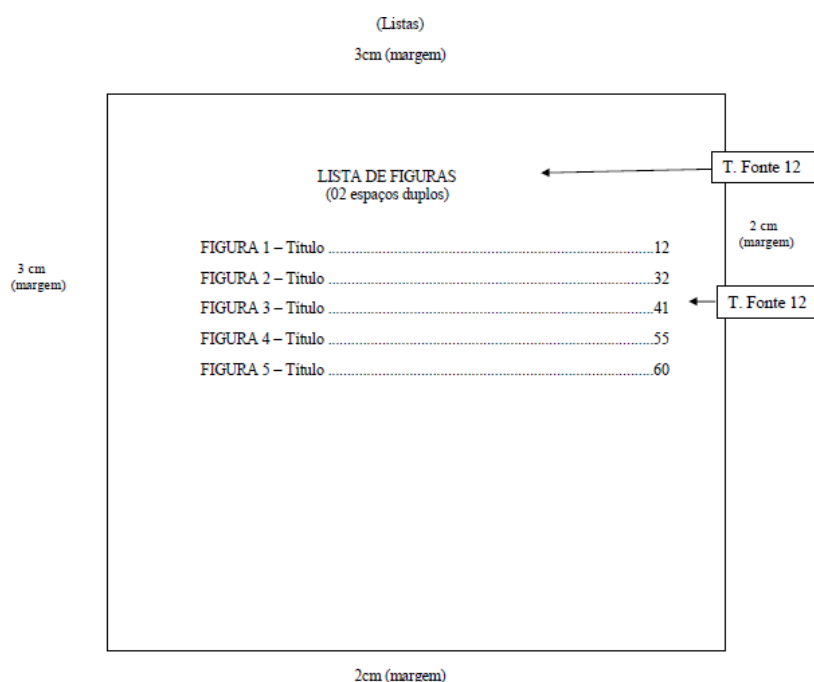 (Listas)
3cm (margem)
LISTA DE FIGURAS
(02 espaços duplos)
T. Fonte 12
2 cm
(margem)
3 cm
(margem)
FIGURA 1 – Título ..........................................................................................12
FIGURA 2 – Título ..........................................................................................32
FIGURA 3 – Título ..........................................................................................41
T. Fonte 12
FIGURA 4 – Título ..........................................................................................55
FIGURA 5 – Título ..........................................................................................60
2cm (margem)